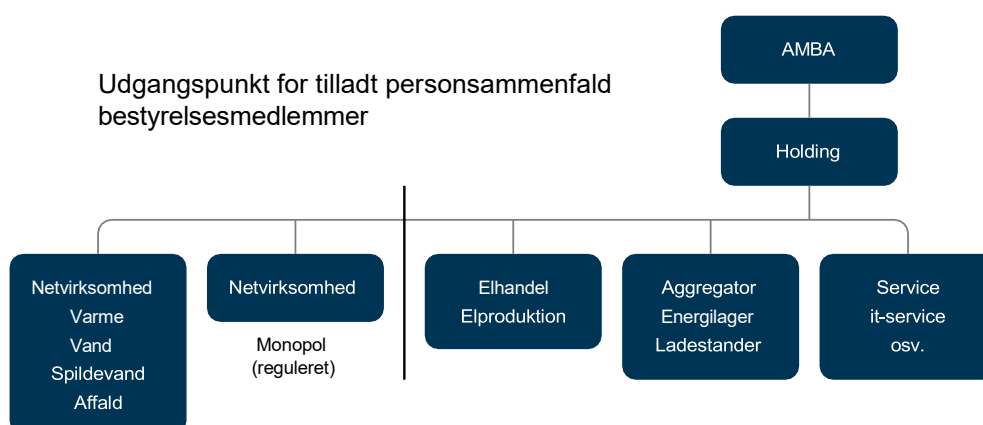 AMBA
Udgangspunkt for tilladt personsammenfald
bestyrelsesmedlemmer
Holding
Netvirksomhed
Varme
Vand
Spildevand
Affald
Netvirksomhed
Monopol
(reguleret)
Elhandel
Elproduktion
Aggregator
Energilager
Ladestander
Service
it-service
osv.